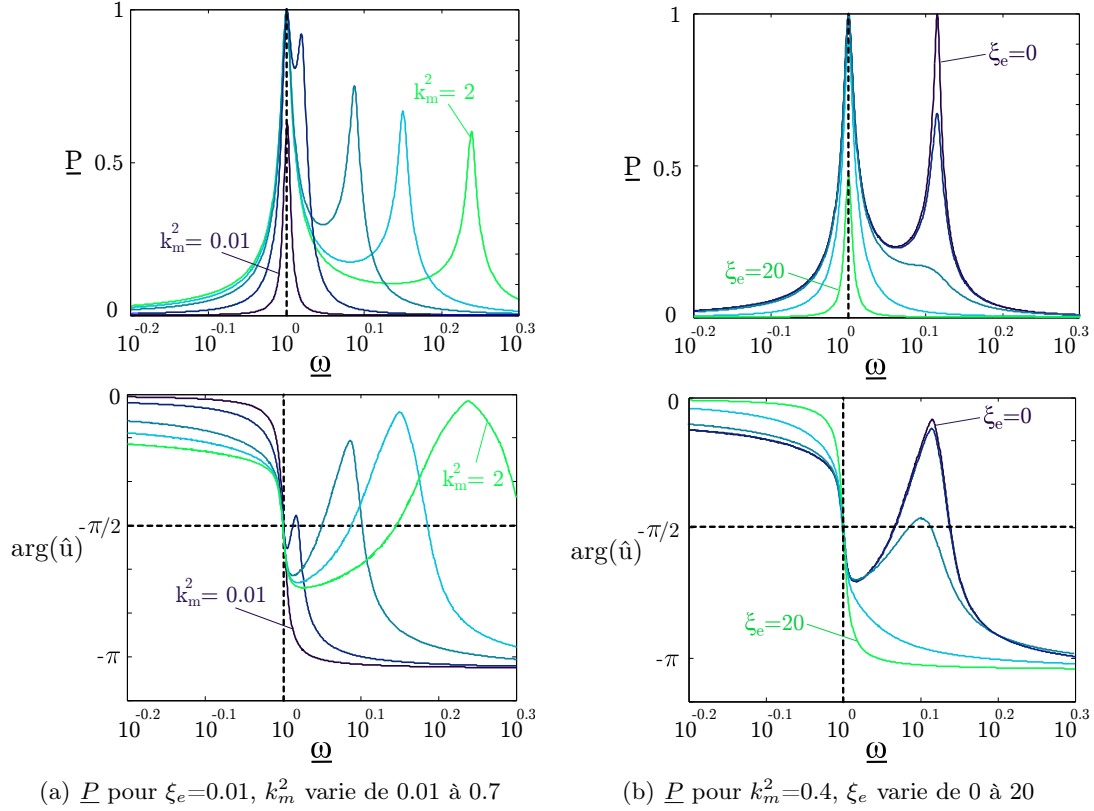 1
0.5
0
P
k_m^2 = 2
k_m^2 = 0.01
10^-0.2 10^-0.1 10^0 10^0.1 10^0.2 10^0.3
ω
1
0.5
0
P
ξ_e=0
ξ_e=20
10^-0.2 10^-0.1 10^0 10^0.1 10^0.2 10^0.3
ω
0
-π/2
-π
arg(û)
k_m^2 = 2
k_m^2 = 0.01
10^-0.2 10^-0.1 10^0 10^0.1 10^0.2 10^0.3
ω
0
-π/2
-π
arg(û)
ξ_e=0
ξ_e=20
10^-0.2 10^-0.1 10^0 10^0.1 10^0.2 10^0.3
ω
(a) P pour ξ_e=0.01, k_m^2 varie de 0.01 à 0.7
(b) P pour k_m^2=0.4, ξ_e varie de 0 à 20